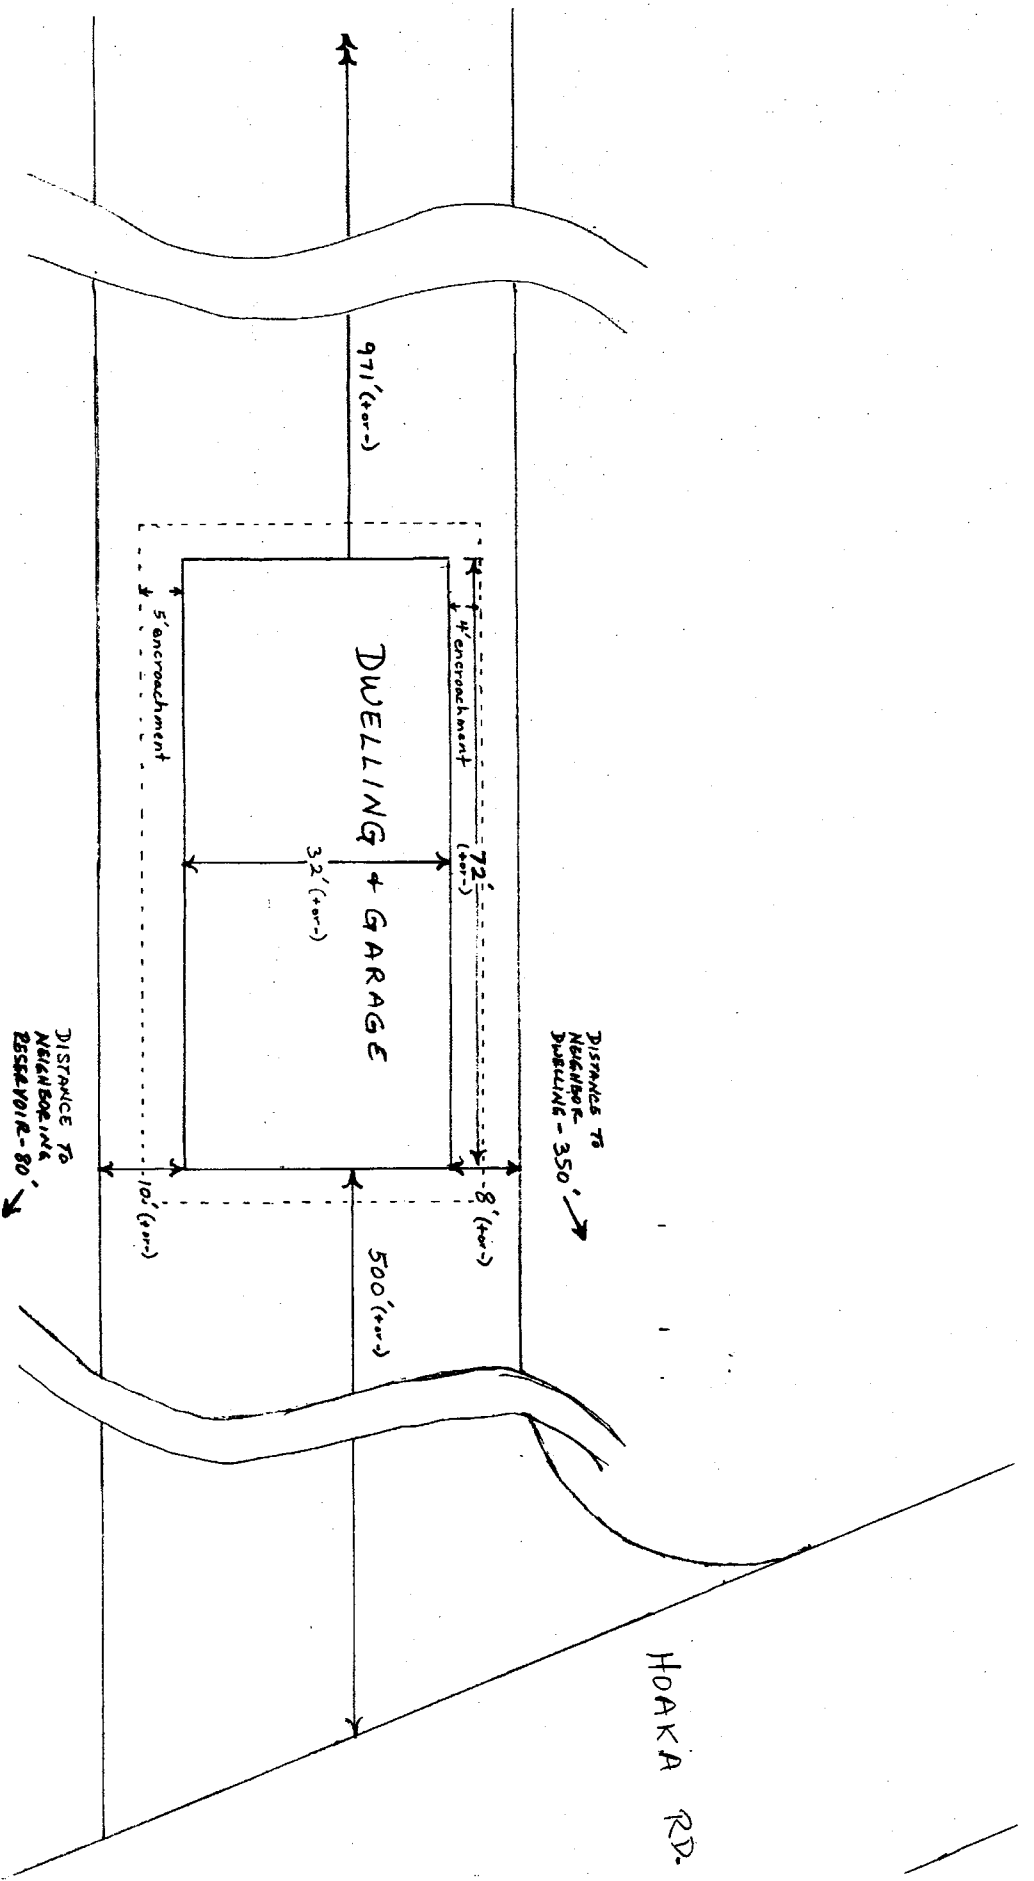 HOAKA RD.
DISTANCE TO
NEIGHBOR
DWELLING - 350'
4' encroachment
72'
(+or-)
8' (+or-)
971' (+or-)
DWELLING + GARAGE
500' (+or-)
32' (+or-)
5' encroachment
10' (+or-)
DISTANCE TO
NEIGHBORING
RESERVOIR - 80'